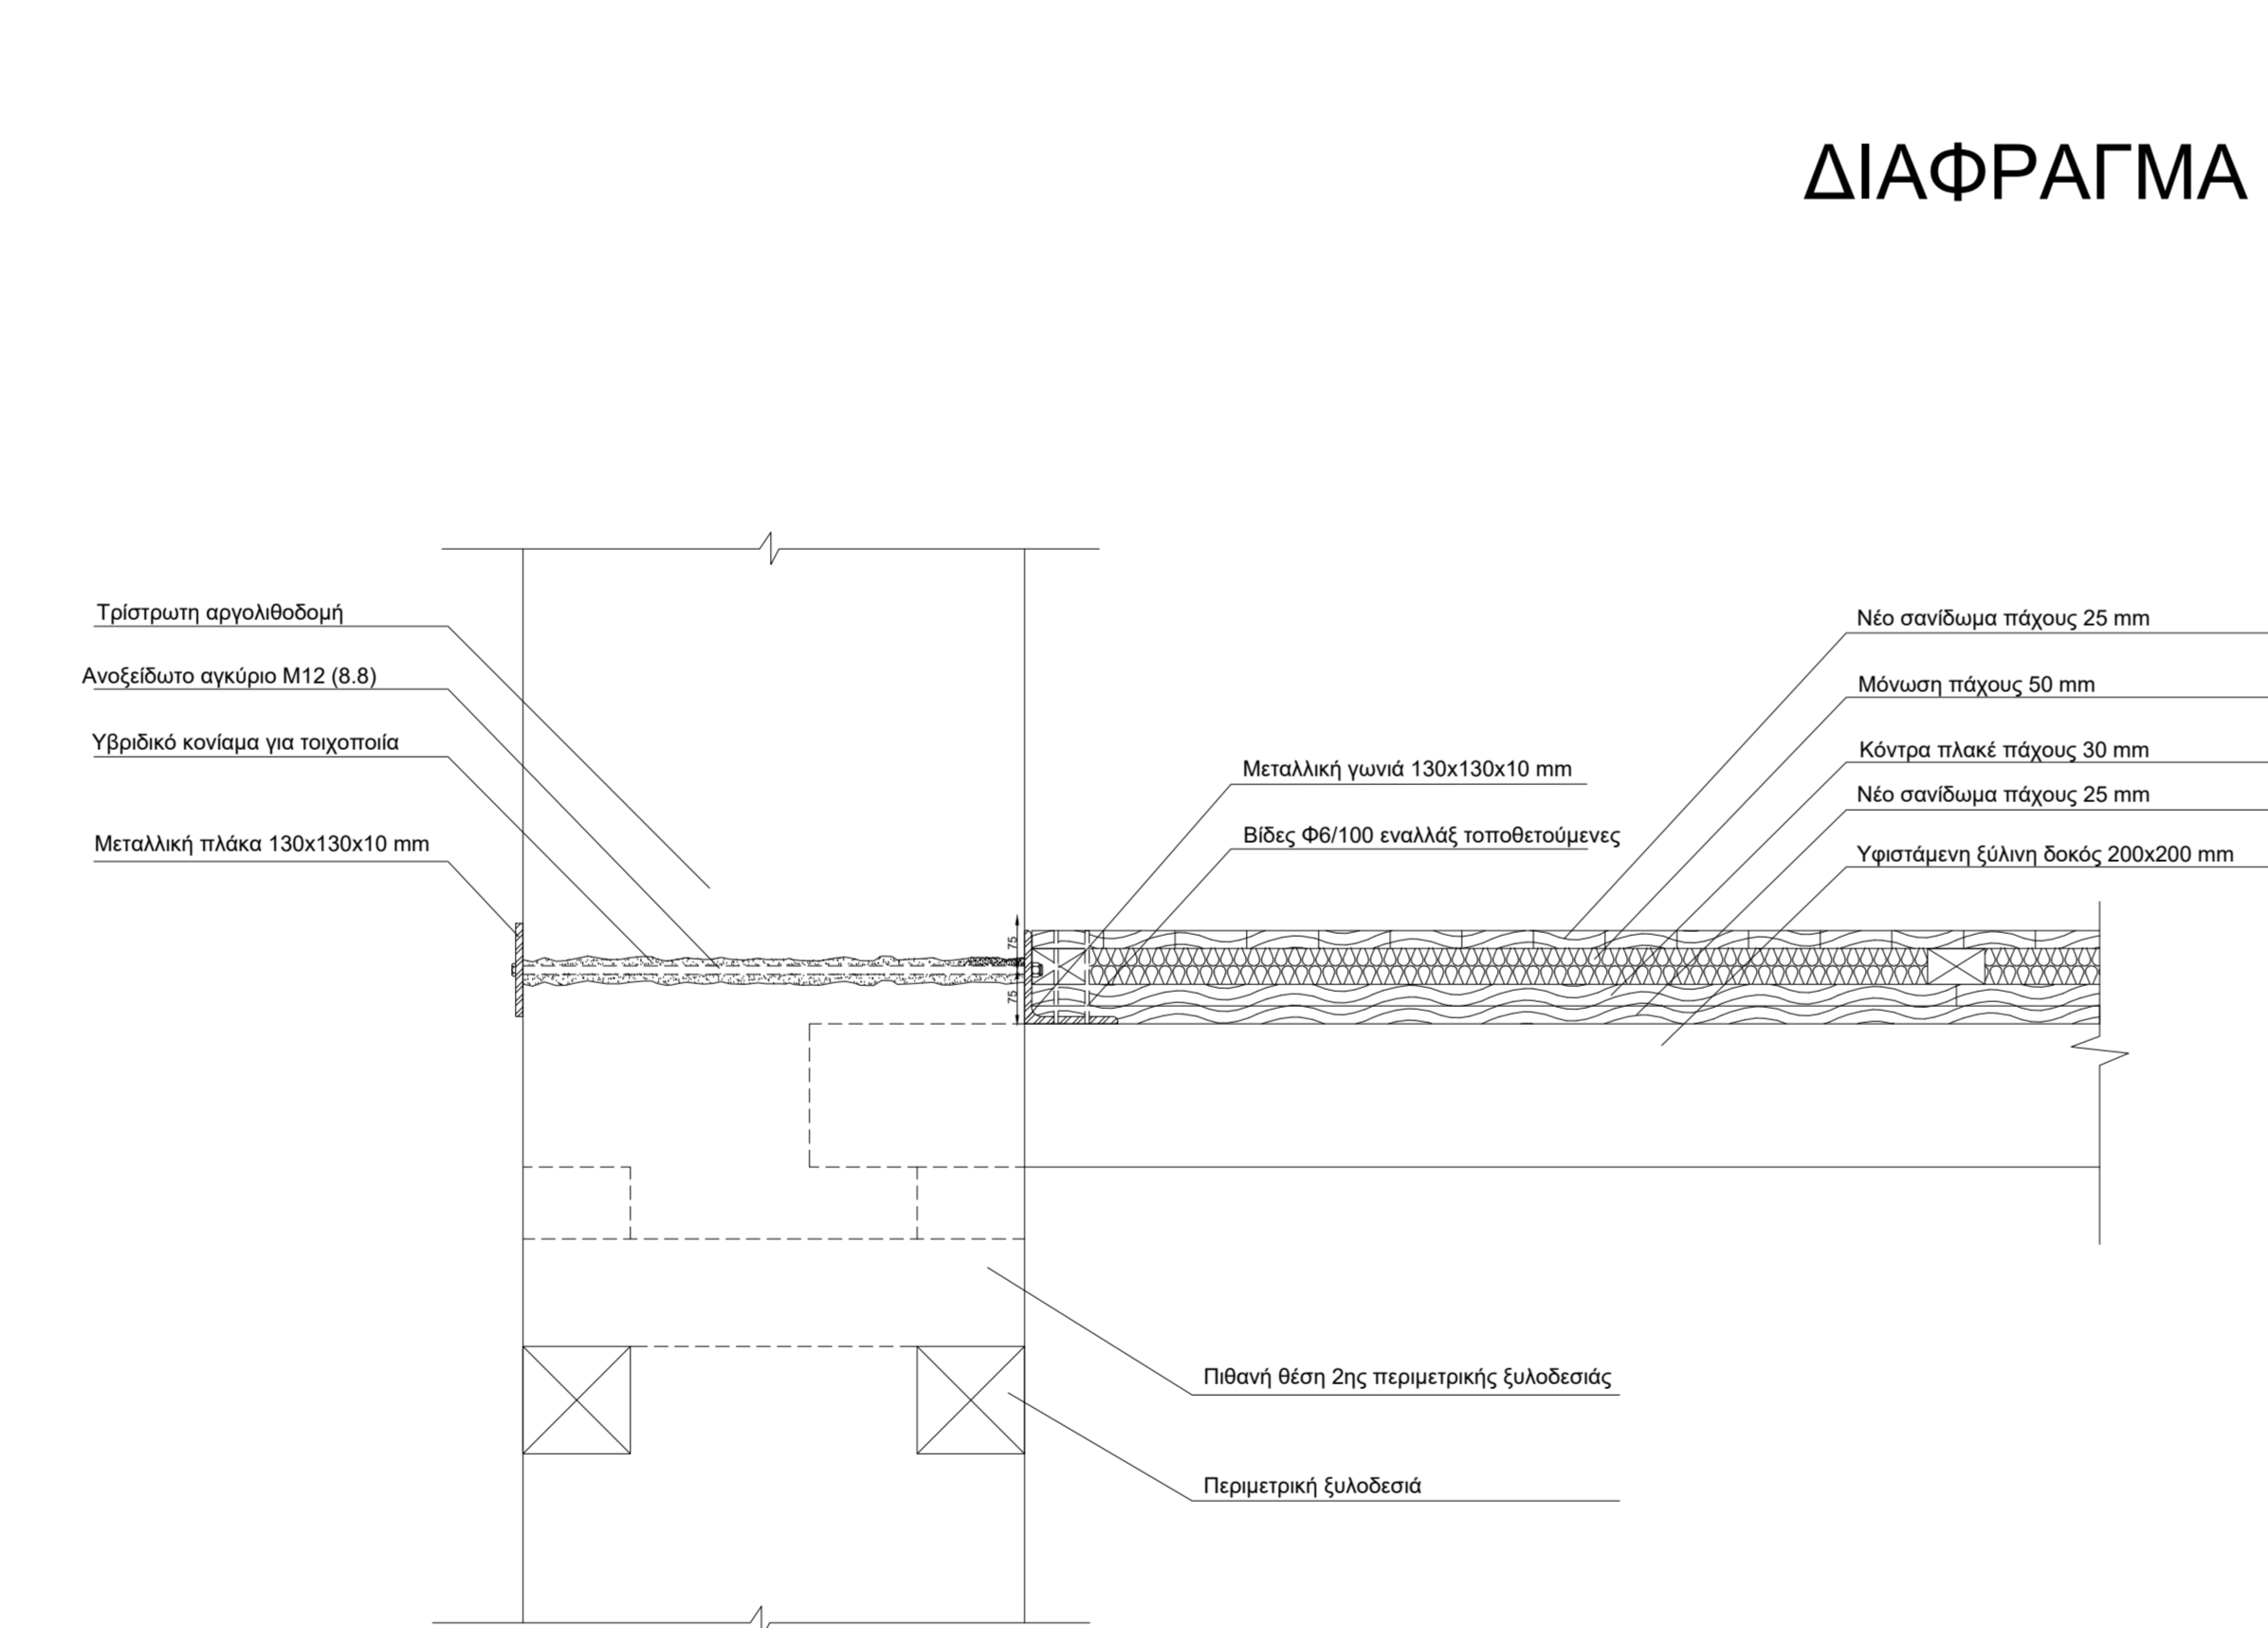 ΔΙΑΦΡΑΓΜΑ
Τρίστρωτη αργολιθοδομή
Ανοξείδωτο αγκύριο Μ12 (8.8)
Υβριδικό κονίαμα για τοιχοποιία
Μεταλλική πλάκα 130x130x10 mm
Μεταλλική γωνιά 130x130x10 mm
Βίδες Φ6/100 εναλλάξ τοποθετούμενες
Νέο σανίδωμα πάχους 25 mm
Μόνωση πάχους 50 mm
Κόντρα πλακέ πάχους 30 mm
Νέο σανίδωμα πάχους 25 mm
Υφιστάμενη ξύλινη δοκός 200x200 mm
75
75
Πιθανή θέση 2ης περιμετρικής ξυλοδεσιάς
Περιμετρική ξυλοδεσιά